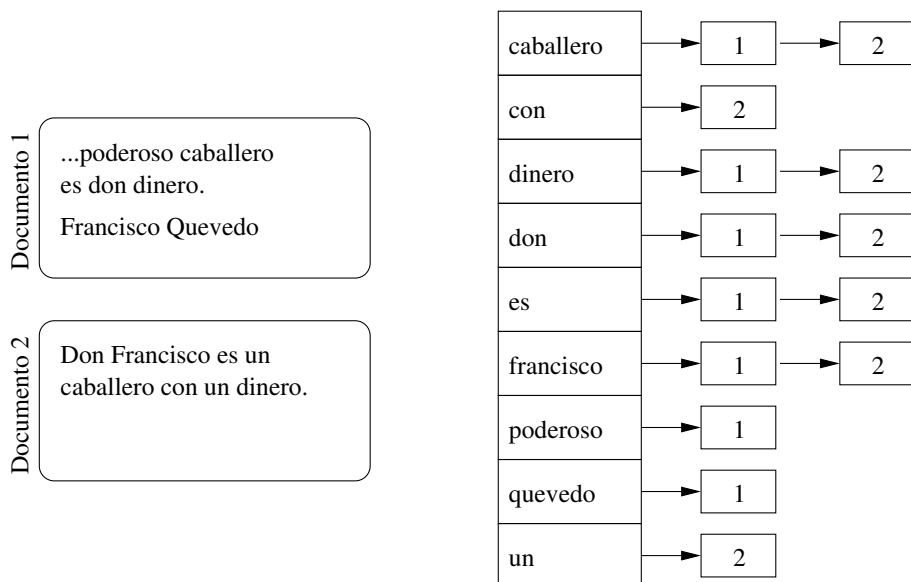 Documento 1
...poderoso caballero
es don dinero.
Francisco Quevedo
Documento 2
Don Francisco es un
caballero con un dinero.
caballero 1 2
con 2
dinero 1 2
don 1 2
es 1 2
francisco 1 2
poderoso 1
quevedo 1
un 2